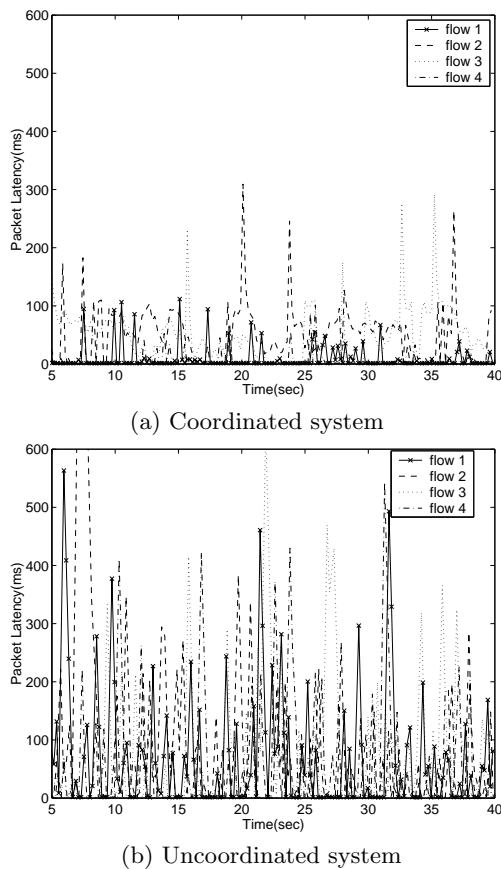 600
500
400
300
200
100
0
5
10
15
20
25
30
35
40
Packet Latency(ms)
Time(sec)
flow 1
flow 2
flow 3
flow 4
(a) Coordinated system
600
500
400
300
200
100
0
5
10
15
20
25
30
35
40
Packet Latency(ms)
Time(sec)
flow 1
flow 2
flow 3
flow 4
(b) Uncoordinated system